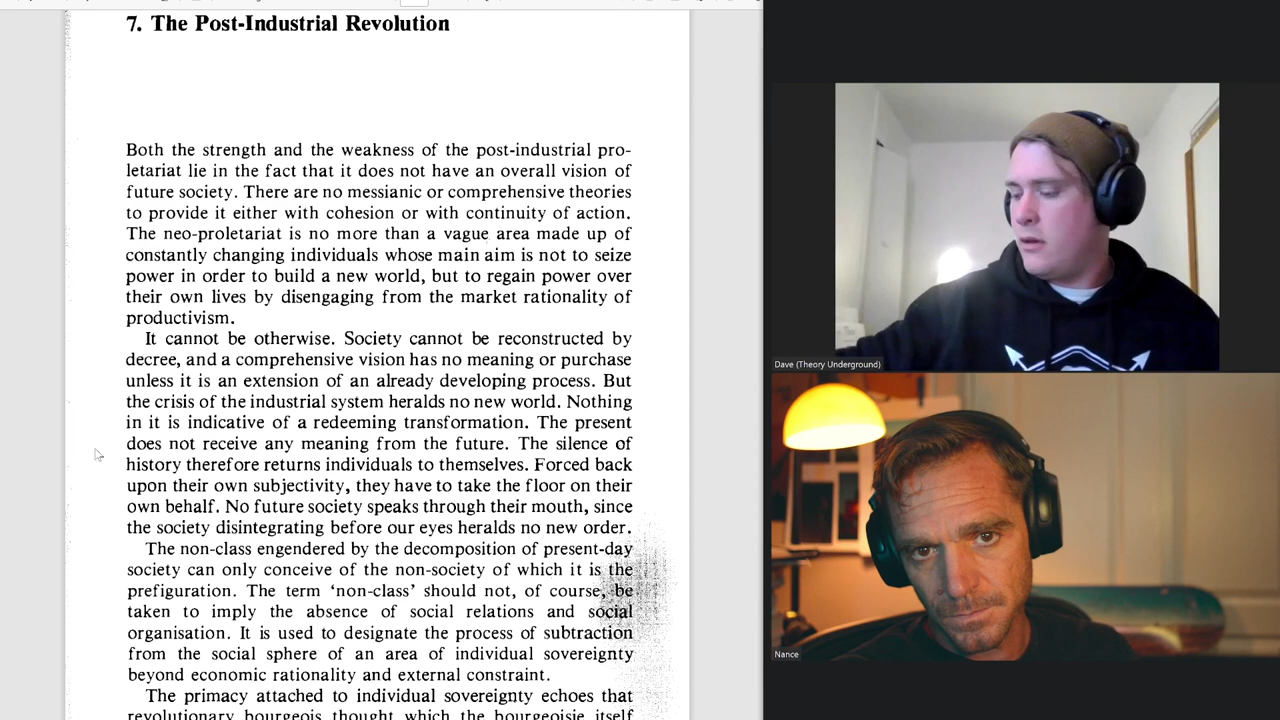 7. The Post-Industrial Revolution
Both the strength and the weakness of the post-industrial pro-
letariat lie in the fact that it does not have an overall vision of
future society. There are no messianic or comprehensive theories
to provide it either with cohesion or with continuity of action.
The neo-proletariat is no more than a vague area made up of
constantly changing individuals whose main aim is not to seize
power in order to build a new world, but to regain power over
their own lives by disengaging from the market rationality of
productivism.
It cannot be otherwise. Society cannot be reconstructed by
decree, and a comprehensive vision has no meaning or purchase
unless it is an extension of an already developing process. But
the crisis of the industrial system heralds no new world. Nothing
in it is indicative of a redeeming transformation. The present
does not receive any meaning from the future. The silence of
history therefore returns individuals to themselves. Forced back
upon their own subjectivity, they have to take the floor on their
own behalf. No future society speaks through their mouth, since
the society disintegrating before our eyes heralds no new order.
The non-class engendered by the decomposition of present-day
society can only conceive of the non-society of which it is the
prefiguration. The term ‘non-class’ should not, of course, be
taken to imply the absence of social relations and social
organisation. It is used to designate the process of subtraction
from the social sphere of an area of individual sovereignty
beyond economic rationality and external constraint.
The primacy attached to individual sovereignty echoes that
revolutionary bourgeois thought which the bourgeoisie itself
Dave (Theory Underground)
Nance